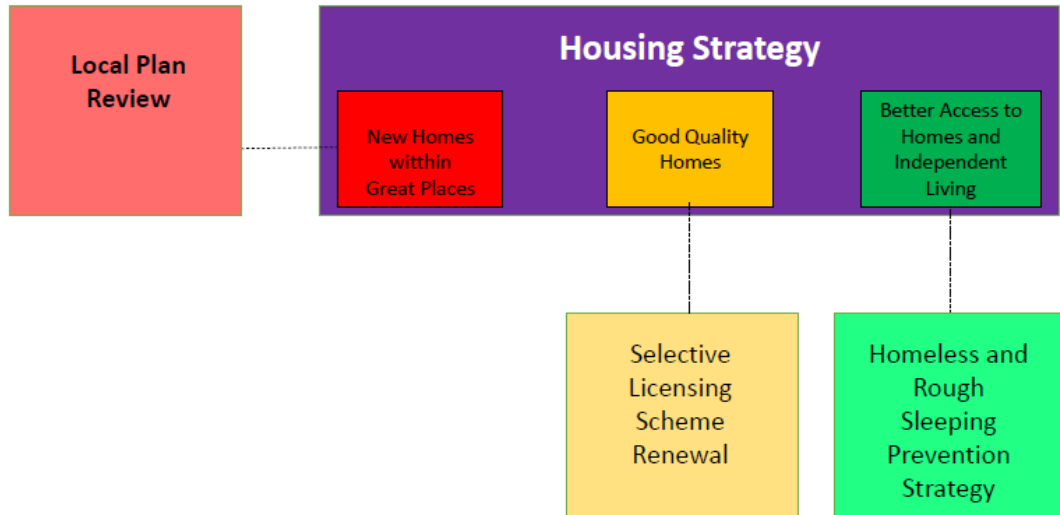 Local Plan
Review
Housing Strategy
New Homes
witthin
Great Places
Good Quality
Homes
Better Access to
Homes and
Independent
Living
Selective
Licensing
Scheme
Renewal
Homeless and
Rough
Sleeping
Prevention
Strategy